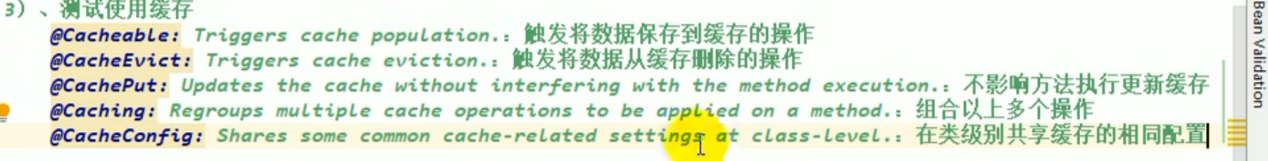 3）、测试使用缓存
@Cacheable: Triggers cache population.：触发将数据保存到缓存的操作
@CacheEvict: Triggers cache eviction.：触发将数据从缓存删除的操作
@CachePut: Updates the cache without interfering with the method execution.：不影响方法执行更新缓存
@Caching: Regroups multiple cache operations to be applied on a method.：组合以上多个操作
@CacheConfig: Shares some common cache-related settings at class-level.：在类级别共享缓存的相同配置
Bean Validation